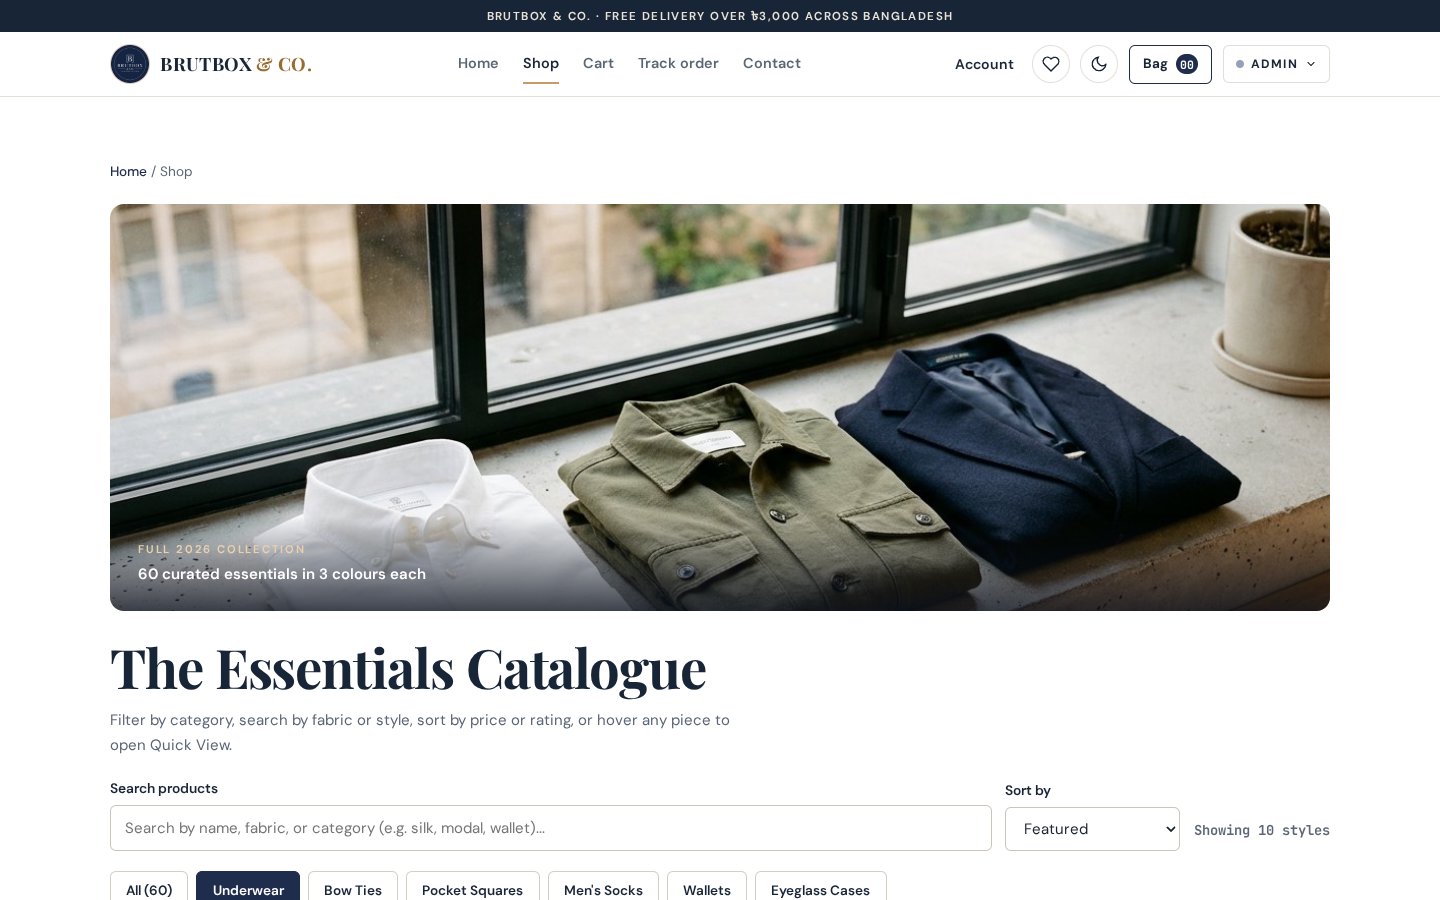 BRUTBOX & CO. · FREE DELIVERY OVER ৳3,000 ACROSS BANGLADESH
BRUTBOX & CO.
Home
Shop
Cart
Track order
Contact
Account
Bag 00
ADMIN
Home / Shop
FULL 2026 COLLECTION
60 curated essentials in 3 colours each
The Essentials Catalogue
Filter by category, search by fabric or style, sort by price or rating, or hover any piece to
open Quick View.
Search products
Sort by
Search by name, fabric, or category (e.g. silk, modal, wallet)...
Featured
Showing 10 styles
All (60)
Underwear
Bow Ties
Pocket Squares
Men's Socks
Wallets
Eyeglass Cases